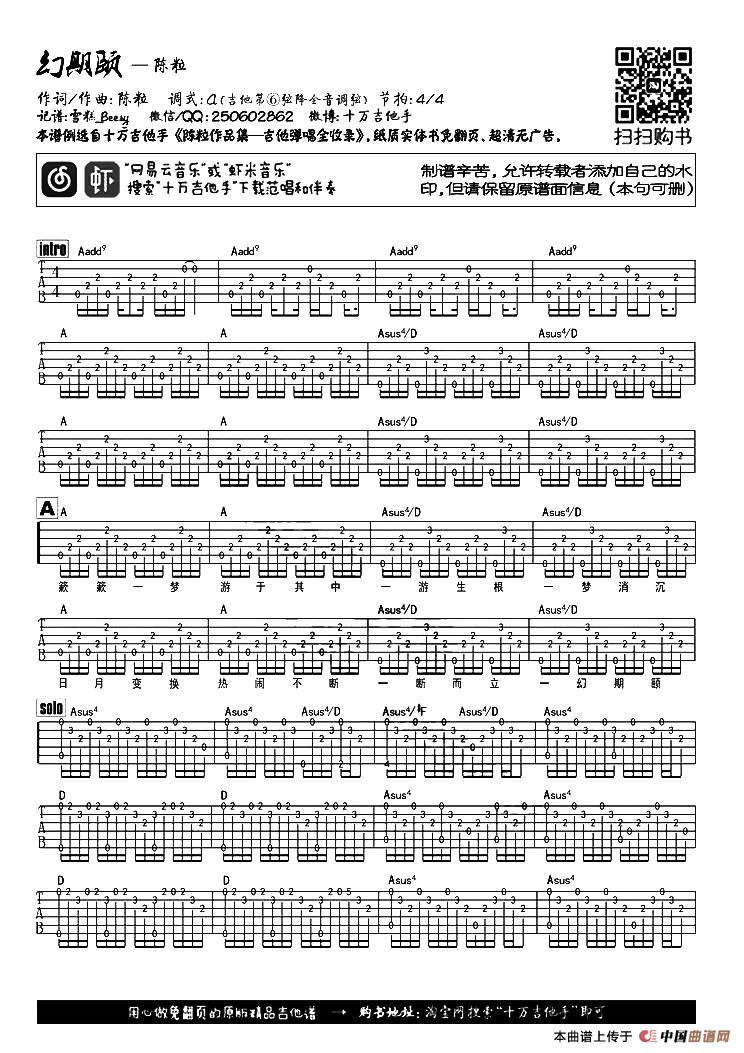 幻期颐 — 陈粒
作词/作曲:陈粒 调式:A(吉他第⑥弦降全音调弦) 节拍:4/4
记谱:雪糕_Beesy 微信/QQ:250602862 微博:十万吉他手
本谱例选自十万吉他手《陈粒作品集—吉他弹唱全收录》,纸质实体书免翻页、超清无广告。
扫扫购书
虾
"网易云音乐"或"虾米音乐"
搜索"十万吉他手"下载范唱和伴奏
制谱辛苦,允许转载者添加自己的水
印,但请保留原谱面信息(本句可删)
intro Aadd9 Aadd9 Aadd9 Aadd9
A A Asus4/D Asus4/D
A A Asus4/D Asus4/D
A A A Asus4/D Asus4/D
簌 簌 一 梦 游 于 其 中 一 游 生 根 一 梦 消 沉
A A Asus4/D Asus4/D
日 月 变 换 热 闹 不 断 一 断 而 立 一 幻 期 颐
solo Asus4 Asus4 Asus4/D Asus4/#F Asus4/D Asus4
D D Asus4 Asus4
D D Asus4 Asus4
用心做免翻页的原版精品吉他谱 → 购书地址:淘宝网搜索"十万吉他手"即可
本曲谱上传于 中国曲谱网